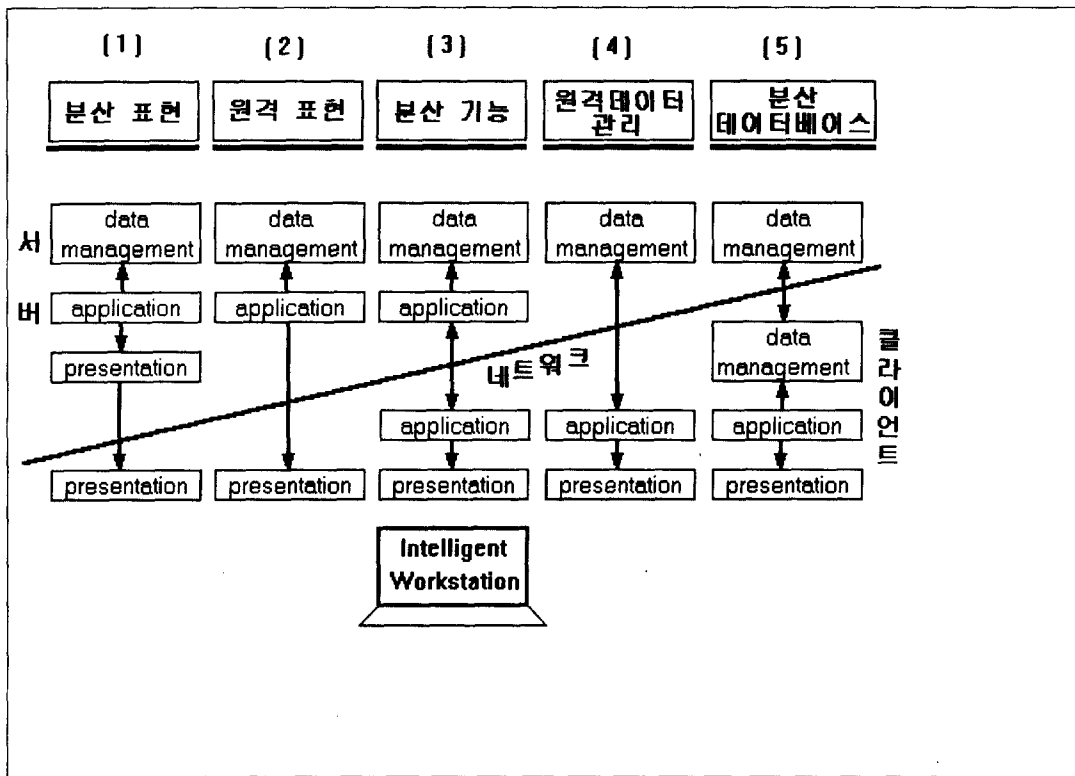 (1) (2) (3) (4) (5)
분산 표현
원격 표현
분산 기능
원격데이터
관리
분산
데이터베이스
서
버
data
management
data
management
data
management
data
management
data
management
application
application
application
presentation
data
management
네트워크
클라이언트
application
application
application
presentation
presentation
presentation
presentation
presentation
Intelligent
Workstation